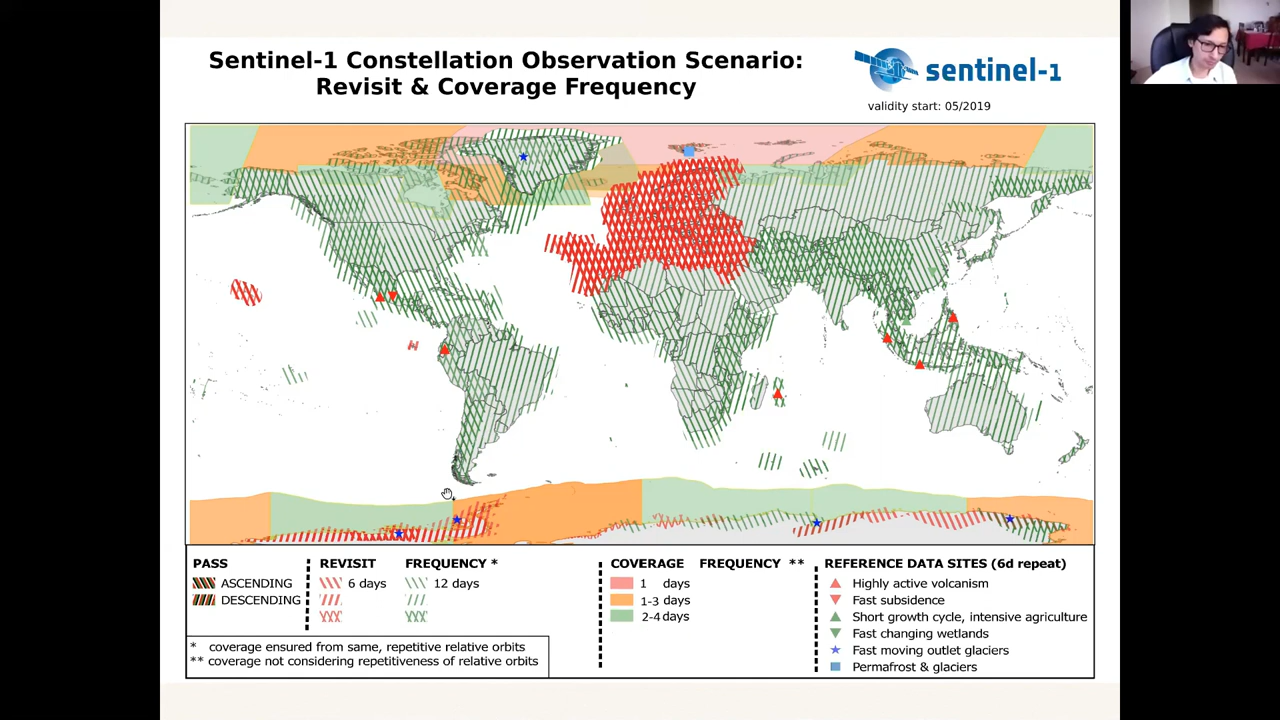 Sentinel-1 Constellation Observation Scenario:
Revisit & Coverage Frequency
sentinel-1
validity start: 05/2019
PASS
ASCENDING
DESCENDING
REVISIT FREQUENCY *
6 days 12 days
COVERAGE FREQUENCY **
1 days
1-3 days
2-4 days
REFERENCE DATA SITES (6d repeat)
Highly active volcanism
Fast subsidence
Short growth cycle, intensive agriculture
Fast changing wetlands
Fast moving outlet glaciers
Permafrost & glaciers
* coverage ensured from same, repetitive relative orbits
** coverage not considering repetitiveness of relative orbits